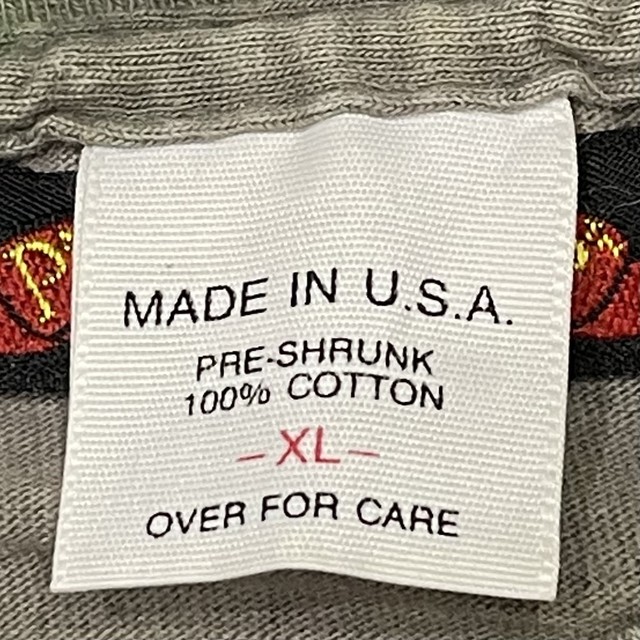 MADE IN U.S.A.
PRE-SHRUNK
100% COTTON
-XL-
OVER FOR CARE